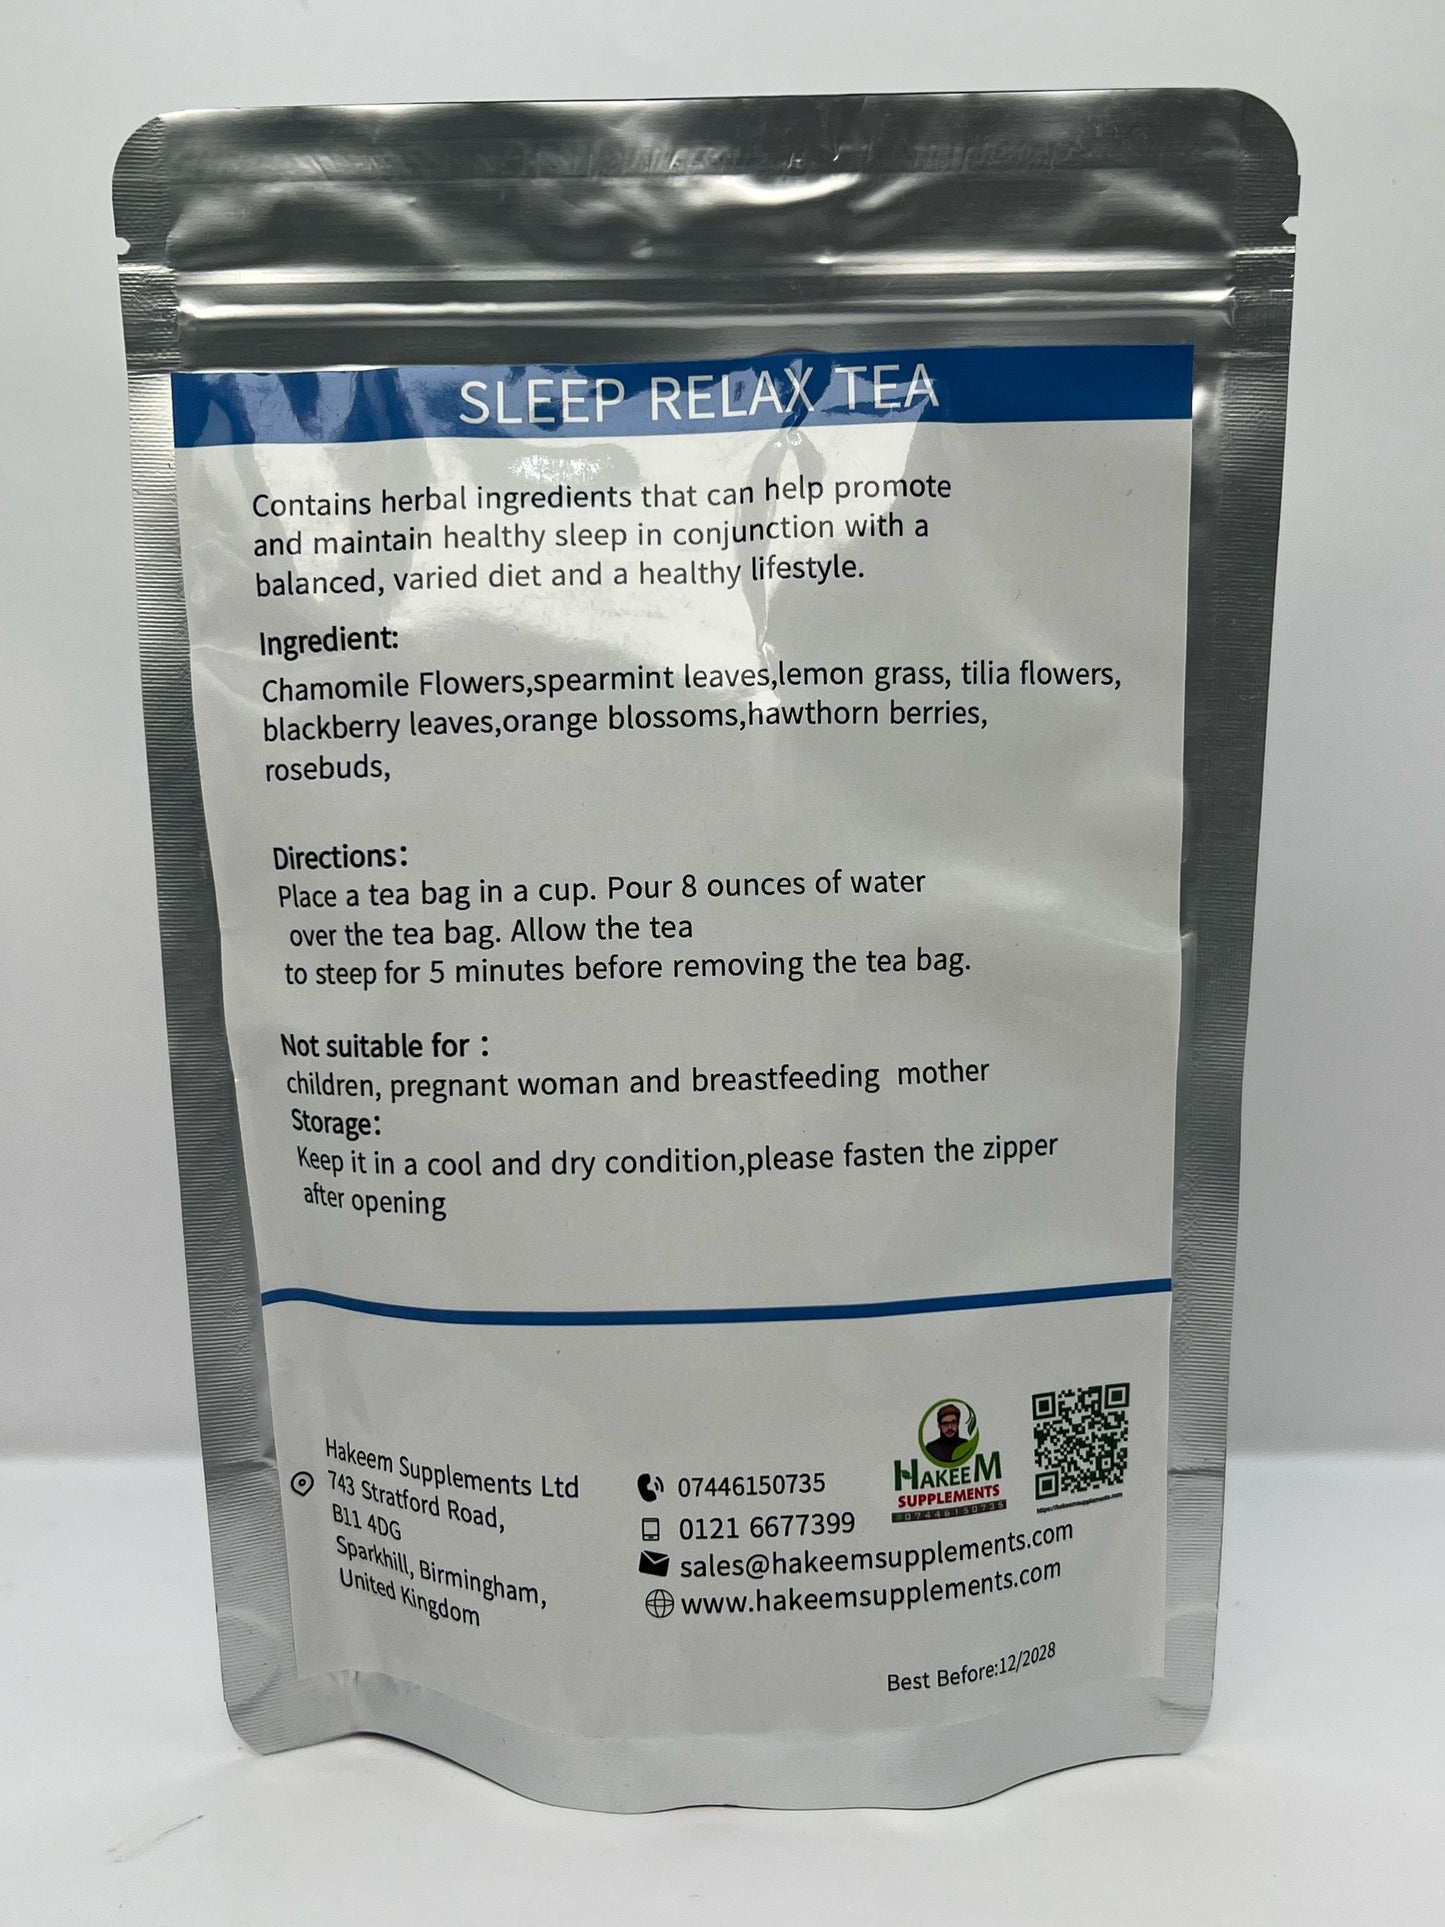 SLEEP RELAX TEA
Contains herbal ingredients that can help promote
and maintain healthy sleep in conjunction with a
balanced, varied diet and a healthy lifestyle.
Ingredient:
Chamomile Flowers,spearmint leaves,lemon grass, tilia flowers,
blackberry leaves,orange blossoms,hawthorn berries,
rosebuds,
Directions:
Place a tea bag in a cup. Pour 8 ounces of water
over the tea bag. Allow the tea
to steep for 5 minutes before removing the tea bag.
Not suitable for :
children, pregnant woman and breastfeeding mother
Storage:
Keep it in a cool and dry condition,please fasten the zipper
after opening
Hakeem Supplements Ltd
743 Stratford Road,
B11 4DG
Sparkhill, Birmingham,
United Kingdom
07446150735
0121 6677399
sales@hakeemsupplements.com
www.hakeemsupplements.com
HAKEEM
SUPPLEMENTS
07446150735
https://hakeemsupplements.com
Best Before:12/2028